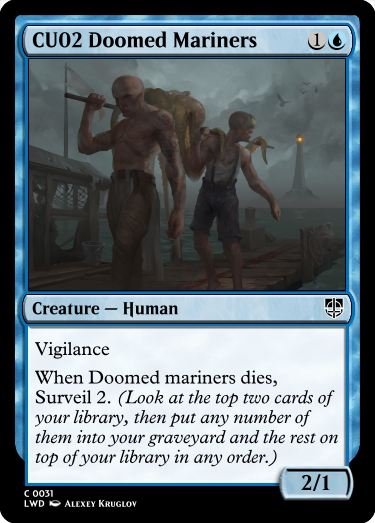 CU02 Doomed Mariners 1
Creature — Human
Vigilance
When Doomed mariners dies,
Surveil 2. (Look at the top two cards of
your library, then put any number of
them into your graveyard and the rest on
top of your library in any order.)
2/1
C 0031
LWD Alexey Kruglov